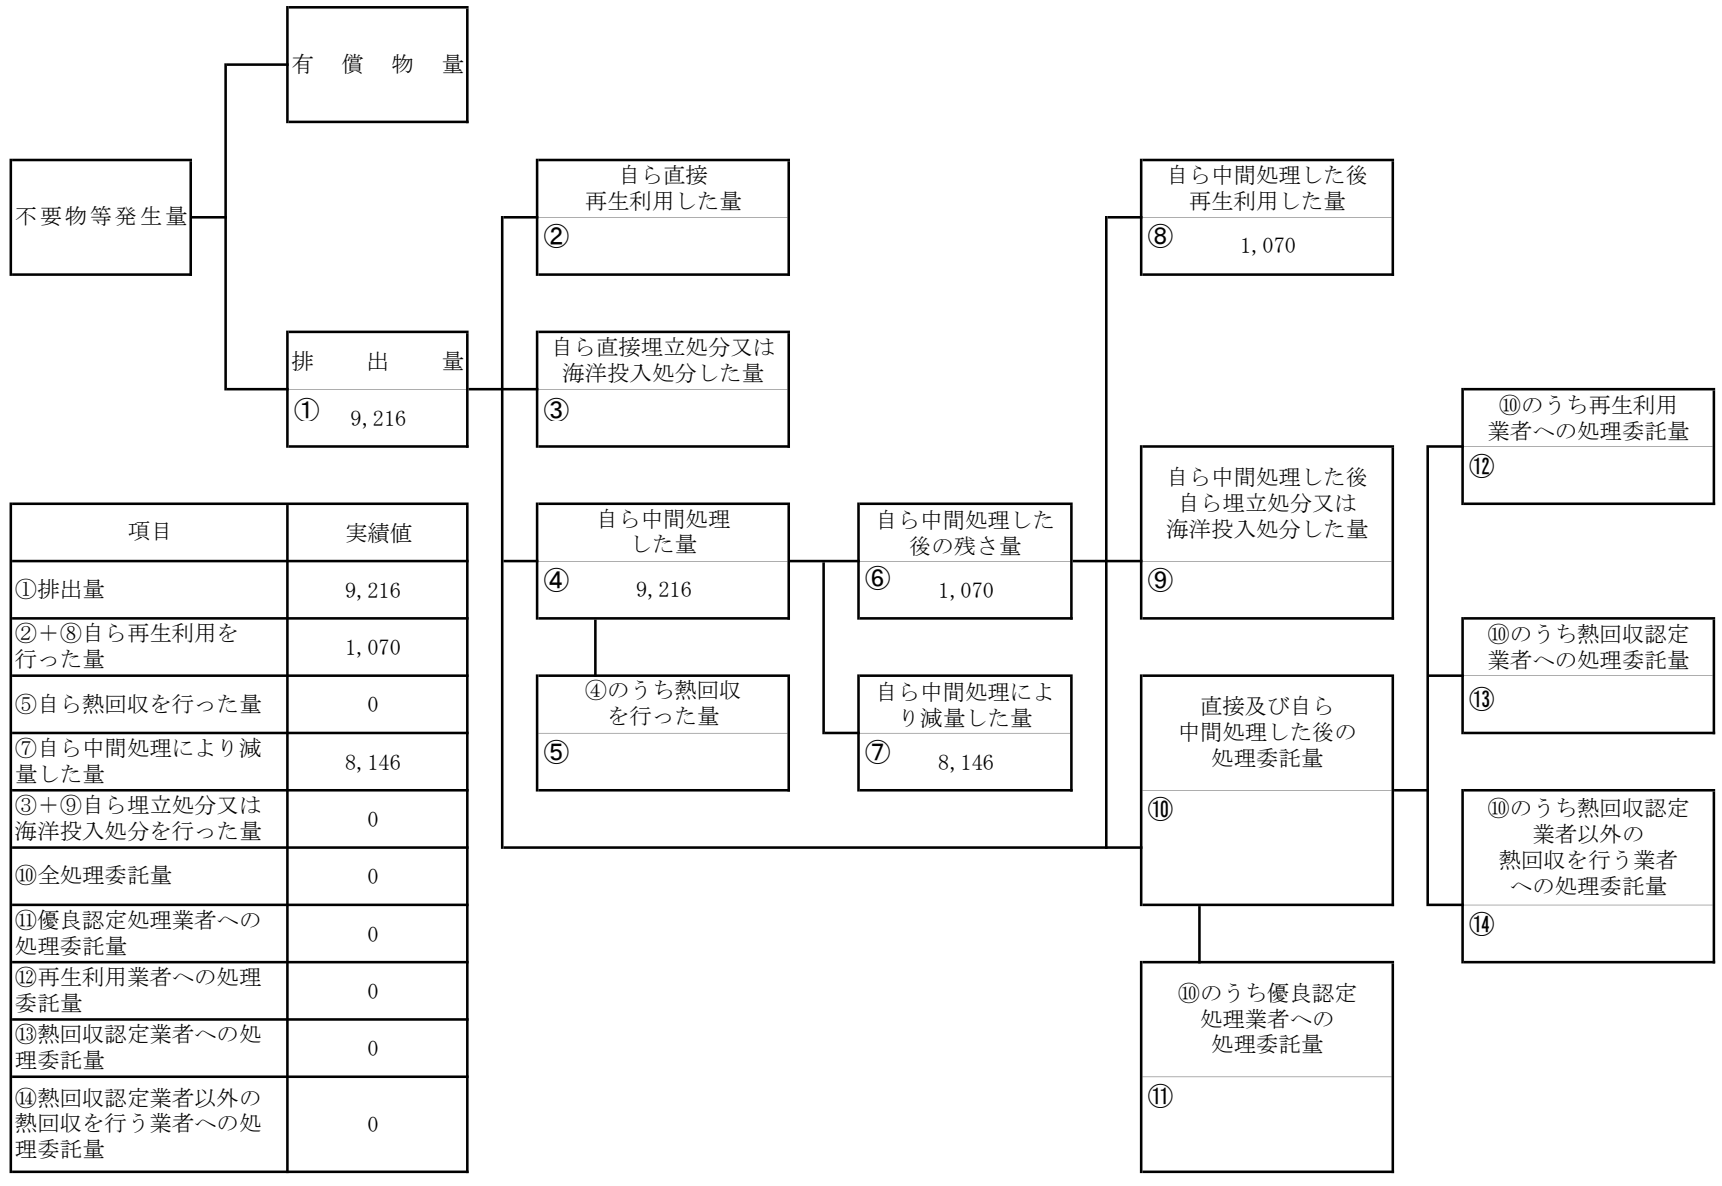 有償物量
不要物等発生量
排出量
① 9,216
自ら直接
再生利用した量
②
自ら直接埋立処分又は
海洋投入処分した量
③
自ら中間処理
した量
④ 9,216
④のうち熱回収
を行った量
⑤
自ら中間処理した
後の残さ量
⑥ 1,070
自ら中間処理によ
り減量した量
⑦ 8,146
自ら中間処理した後
再生利用した量
⑧ 1,070
自ら中間処理した後
自ら埋立処分又は
海洋投入処分した量
⑨
直接及び自ら
中間処理した後の
処理委託量
⑩
⑩のうち優良認定
処理業者への
処理委託量
⑪
⑩のうち再生利用
業者への処理委託量
⑫
⑩のうち熱回収認定
業者への処理委託量
⑬
⑩のうち熱回収認定
業者以外の
熱回収を行う業者
への処理委託量
⑭
項目 実績値
①排出量 9,216
②＋⑧自ら再生利用を
行った量 1,070
⑤自ら熱回収を行った量 0
⑦自ら中間処理により減
量した量 8,146
③＋⑨自ら埋立処分又は
海洋投入処分を行った量 0
⑩全処理委託量 0
⑪優良認定処理業者への
処理委託量 0
⑫再生利用業者への処理
委託量 0
⑬熱回収認定業者への処
理委託量 0
⑭熱回収認定業者以外の
熱回収を行う業者への処
理委託量 0